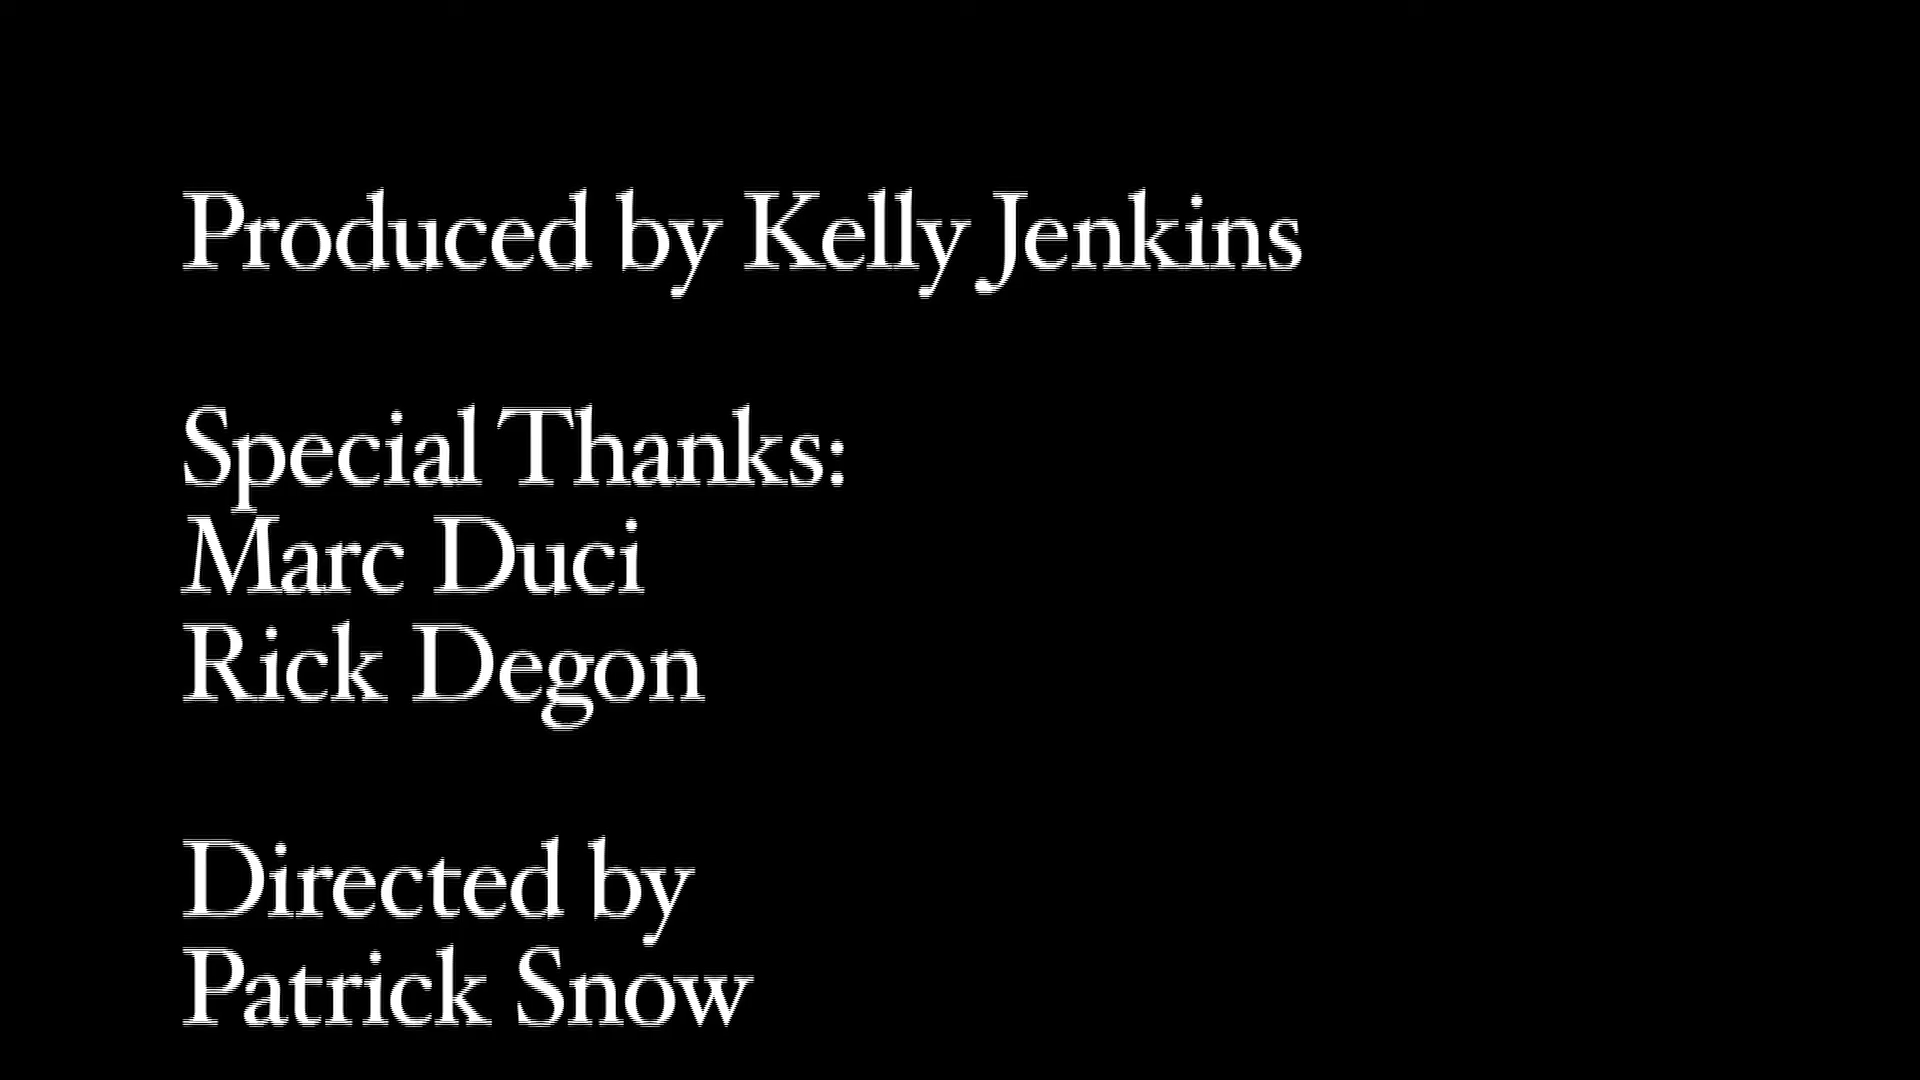 Produced by Kelly Jenkins
Special Thanks:
Marc Duci
Rick Degon
Directed by
Patrick Snow